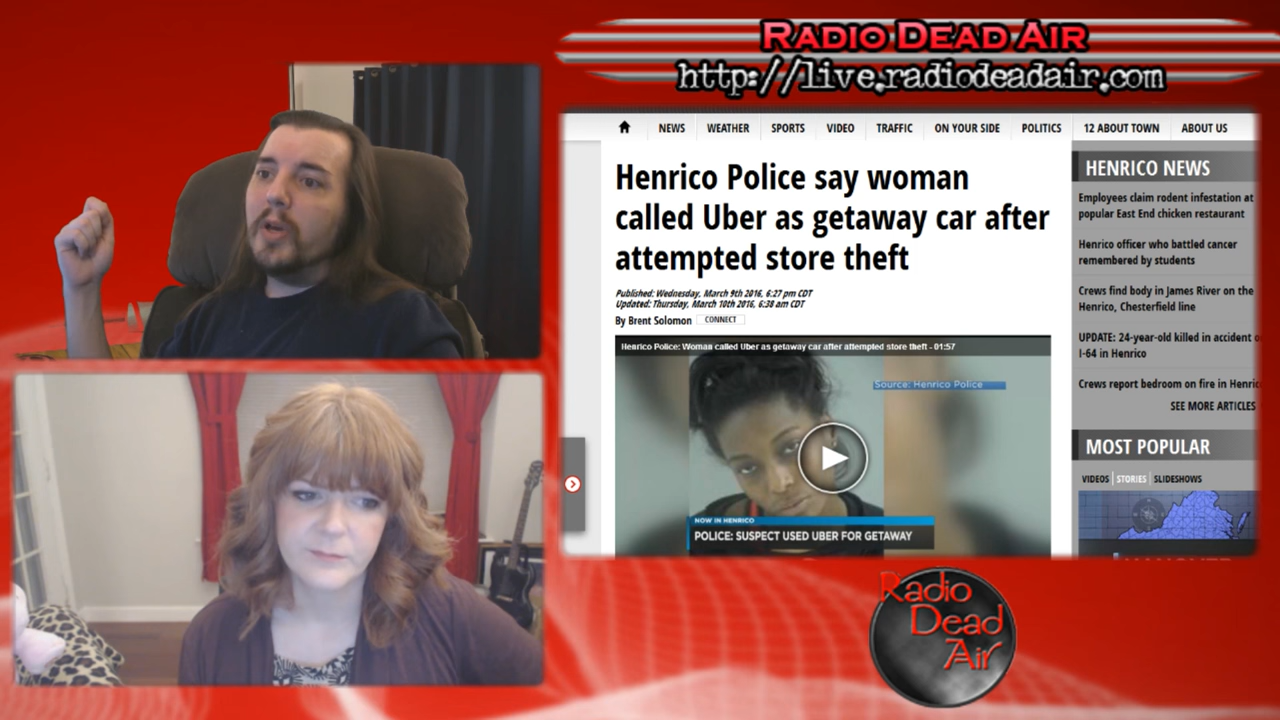 Radio Dead Air
http://live.radiodeadair.com
NEWS WEATHER SPORTS VIDEO TRAFFIC ON YOUR SIDE POLITICS 12 ABOUT TOWN ABOUT US
Henrico Police say woman
called Uber as getaway car after
attempted store theft
Published: Wednesday, March 9th 2016, 6:27 pm CDT
Updated: Thursday, March 10th 2016, 6:38 am CDT
By Brent Solomon CONNECT
Henrico Police: Woman called Uber as getaway car after attempted store theft - 01:57
Source: Henrico Police
NOW IN HENRICO
POLICE: SUSPECT USED UBER FOR GETAWAY
HENRICO NEWS
Employees claim rodent infestation at
popular East End chicken restaurant
Henrico officer who battled cancer
remembered by students
Crews find body in James River on the
Henrico, Chesterfield line
UPDATE: 24-year-old killed in accident o
I-64 in Henrico
Crews report bedroom on fire in Henric
SEE MORE ARTICLES
MOST POPULAR
VIDEOS STORIES SLIDESHOWS
Radio
Dead
Air